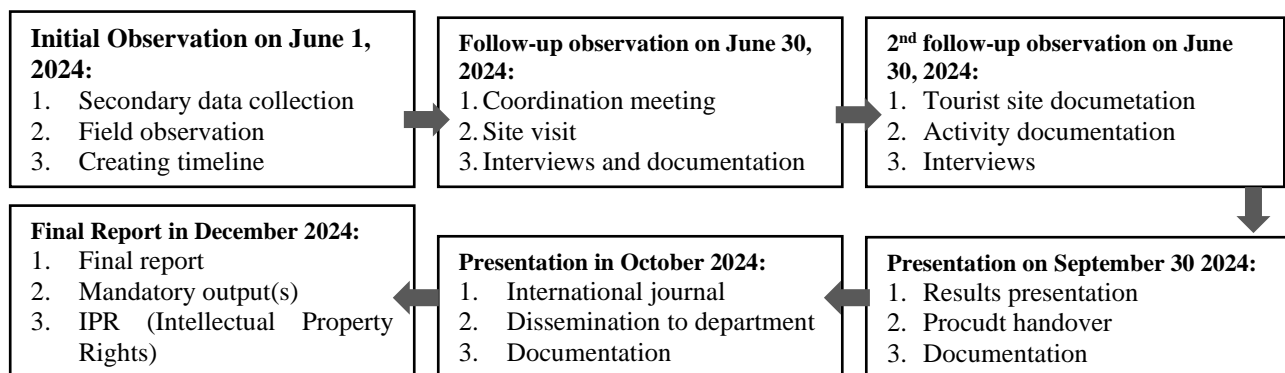 Initial Observation on June 1,
2024:
1. Secondary data collection
2. Field observation
3. Creating timeline
Follow-up observation on June 30,
2024:
1. Coordination meeting
2. Site visit
3. Interviews and documentation
2nd follow-up observation on June
30, 2024:
1. Tourist site documetation
2. Activity documentation
3. Interviews
Presentation on September 30 2024:
1. Results presentation
2. Procudt handover
3. Documentation
Presentation in October 2024:
1. International journal
2. Dissemination to department
3. Documentation
Final Report in December 2024:
1. Final report
2. Mandatory output(s)
3. IPR (Intellectual Property
Rights)